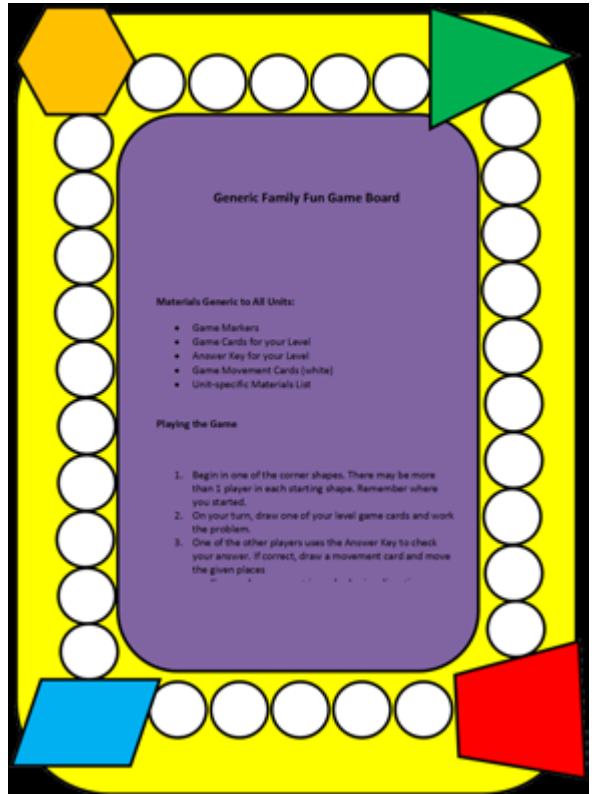 Generic Family Fun Game Board
Materials Generic to All Units:
• Game Markers
• Game Cards for your Level
• Answer Key for your Level
• Game Movement Cards (white)
• Unit-specific Materials List
Playing the Game
1. Begin in one of the corner shapes. There may be more
than 1 player in each starting shape. Remember where
you started.
2. On your turn, draw one of your level game cards and work
the problem.
3. One of the other players uses the Answer Key to check
your answer. If correct, draw a movement card and move
the given places